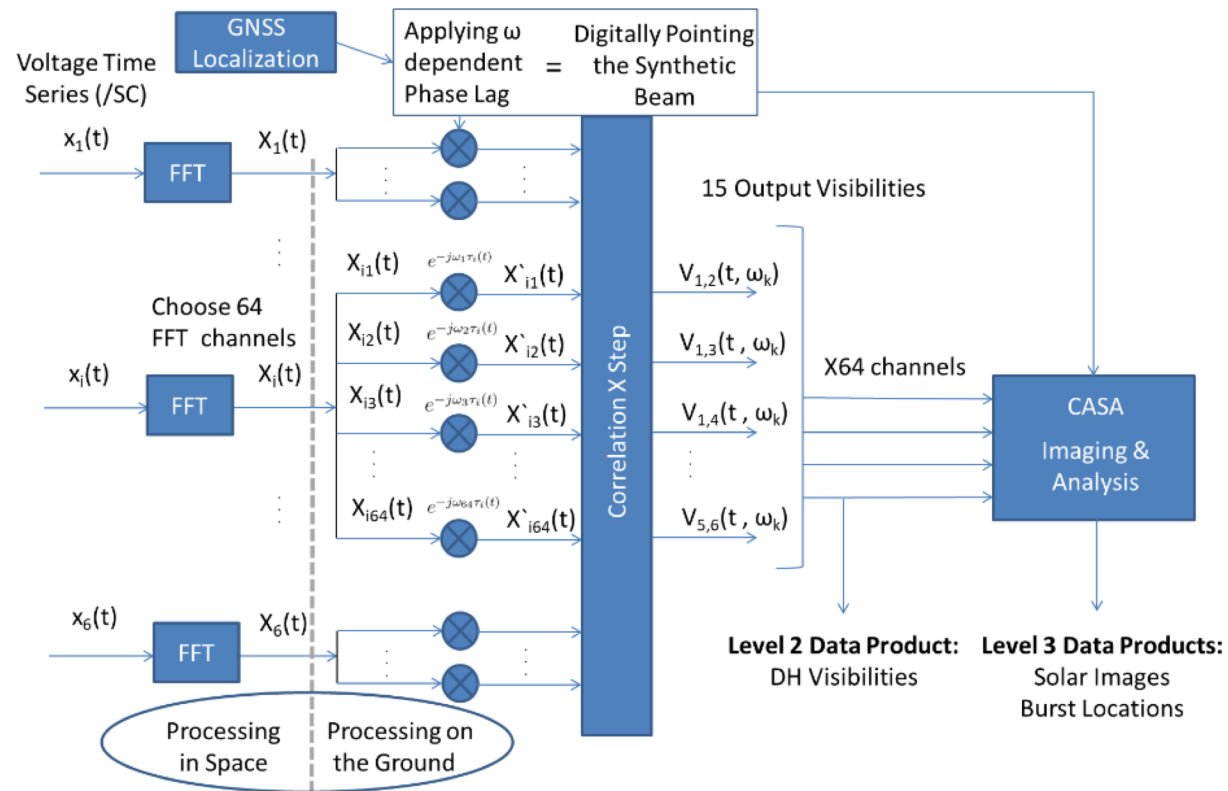 GNSS
Localization
Applying ω
dependent
Phase Lag
=
Digitally Pointing
the Synthetic
Beam
Voltage Time
Series (/SC)
x1(t)
FFT
X1(t)
15 Output Visibilities
Choose 64
FFT channels
xi(t)
FFT
Xi(t)
Xi1(t)
e^-jω1τi(t)
X`i1(t)
Xi2(t)
e^-jω2τi(t)
X`i2(t)
Xi3(t)
e^-jω3τi(t)
X`i3(t)
Xi64(t)
e^-jω64τi(t)
X`i64(t)
Correlation X Step
V1,2(t, ωk)
V1,3(t , ωk)
V1,4(t , ωk)
V5,6(t , ωk)
X64 channels
CASA
Imaging &
Analysis
x6(t)
FFT
X6(t)
Level 2 Data Product:
DH Visibilities
Level 3 Data Products:
Solar Images
Burst Locations
Processing
in Space
Processing on
the Ground